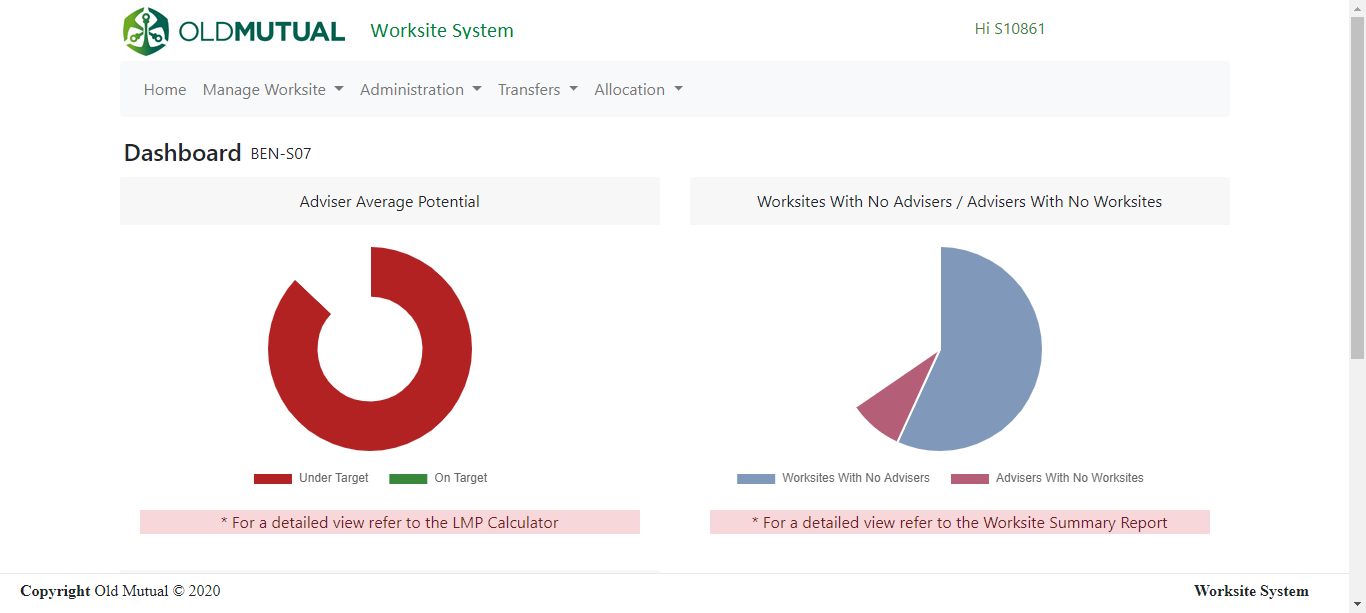 OLDMUTUAL Worksite System Hi S10861
Home Manage Worksite Administration Transfers Allocation
Dashboard BEN-S07
Adviser Average Potential
Worksites With No Advisers / Advisers With No Worksites
Under Target On Target
Worksites With No Advisers Advisers With No Worksites
* For a detailed view refer to the LMP Calculator
* For a detailed view refer to the Worksite Summary Report
Copyright Old Mutual © 2020 Worksite System